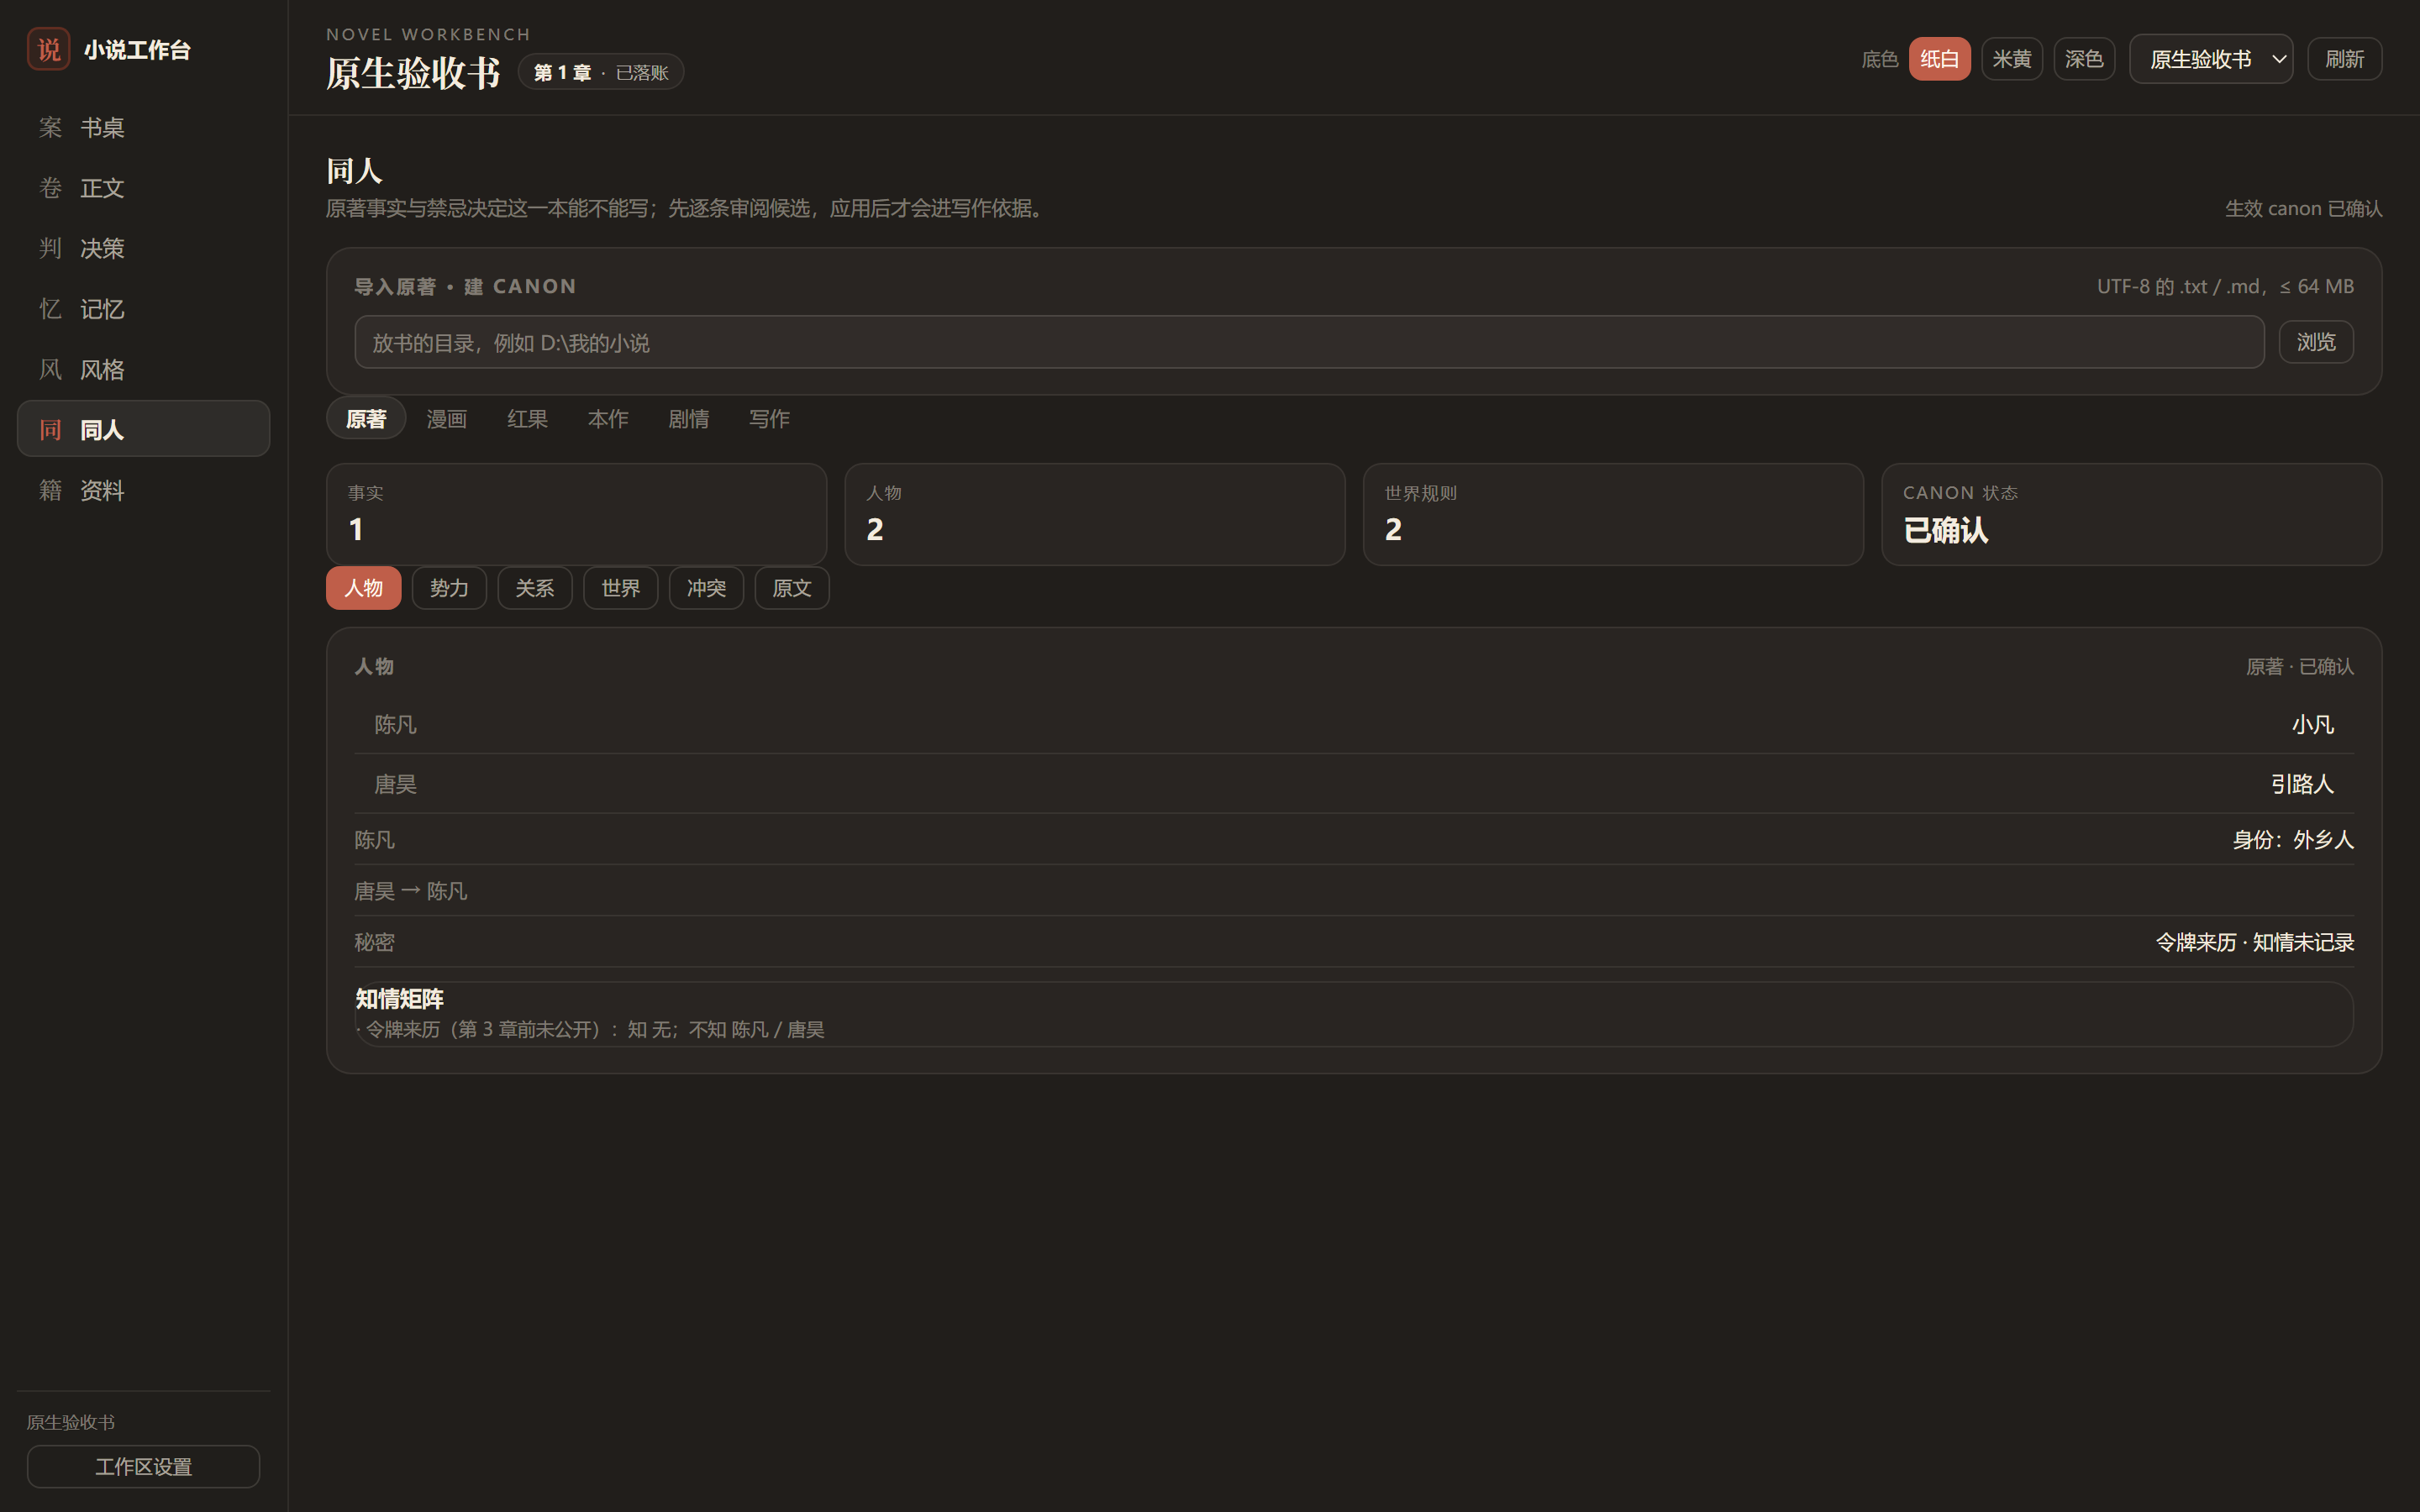 说 小说工作台
案 书桌
卷 正文
判 决策
忆 记忆
风 风格
同 同人
籍 资料
原生验收书
工作区设置
NOVEL WORKBENCH
原生验收书 第 1 章 · 已落账
底色 纸白 米黄 深色 原生验收书 刷新
同人
原著事实与禁忌决定这一本能不能写；先逐条审阅候选，应用后才会进写作依据。
生效 canon 已确认
导入原著 • 建 CANON
UTF-8 的 .txt / .md，≤ 64 MB
放书的目录，例如 D:\我的小说
浏览
原著 漫画 红果 本作 剧情 写作
事实
1
人物
2
世界规则
2
CANON 状态
已确认
人物 势力 关系 世界 冲突 原文
人物 原著 · 已确认
陈凡 小凡
唐昊 引路人
陈凡 身份：外乡人
唐昊 → 陈凡
秘密 令牌来历 · 知情未记录
知情矩阵
· 令牌来历（第 3 章前未公开）：知 无；不知 陈凡 / 唐昊